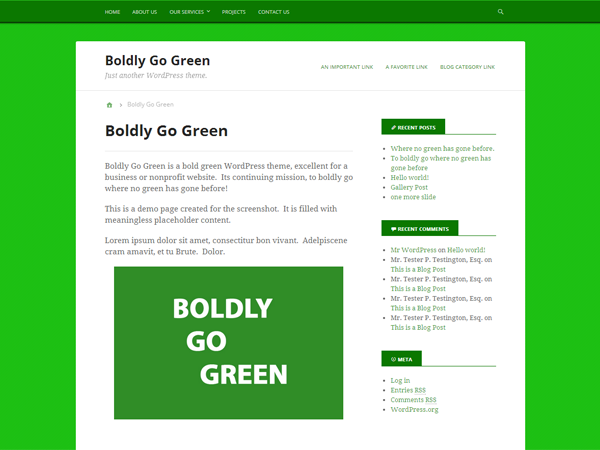 HOME ABOUT US OUR SERVICES PROJECTS CONTACT US
Boldly Go Green
Just another WordPress theme.
AN IMPORTANT LINK A FAVORITE LINK BLOG CATEGORY LINK
Boldly Go Green
Boldly Go Green
Boldly Go Green is a bold green WordPress theme, excellent for a
business or nonprofit website. Its continuing mission, to boldly go
where no green has gone before!
This is a demo page created for the screenshot. It is filled with
meaningless placeholder content.
Lorem ipsum dolor sit amet, consectitur bon vivant. Adelpiscene
cram amavit, et tu Brute. Dolor.
BOLDLY
GO
GREEN
RECENT POSTS
Where no green has gone before.
To boldly go where no green has
gone before
Hello world!
Gallery Post
one more slide
RECENT COMMENTS
Mr WordPress on Hello world!
Mr. Tester P. Testington, Esq. on
This is a Blog Post
Mr. Tester P. Testington, Esq. on
This is a Blog Post
Mr. Tester P. Testington, Esq. on
This is a Blog Post
Mr. Tester P. Testington, Esq. on
This is a Blog Post
META
Log in
Entries RSS
Comments RSS
WordPress.org